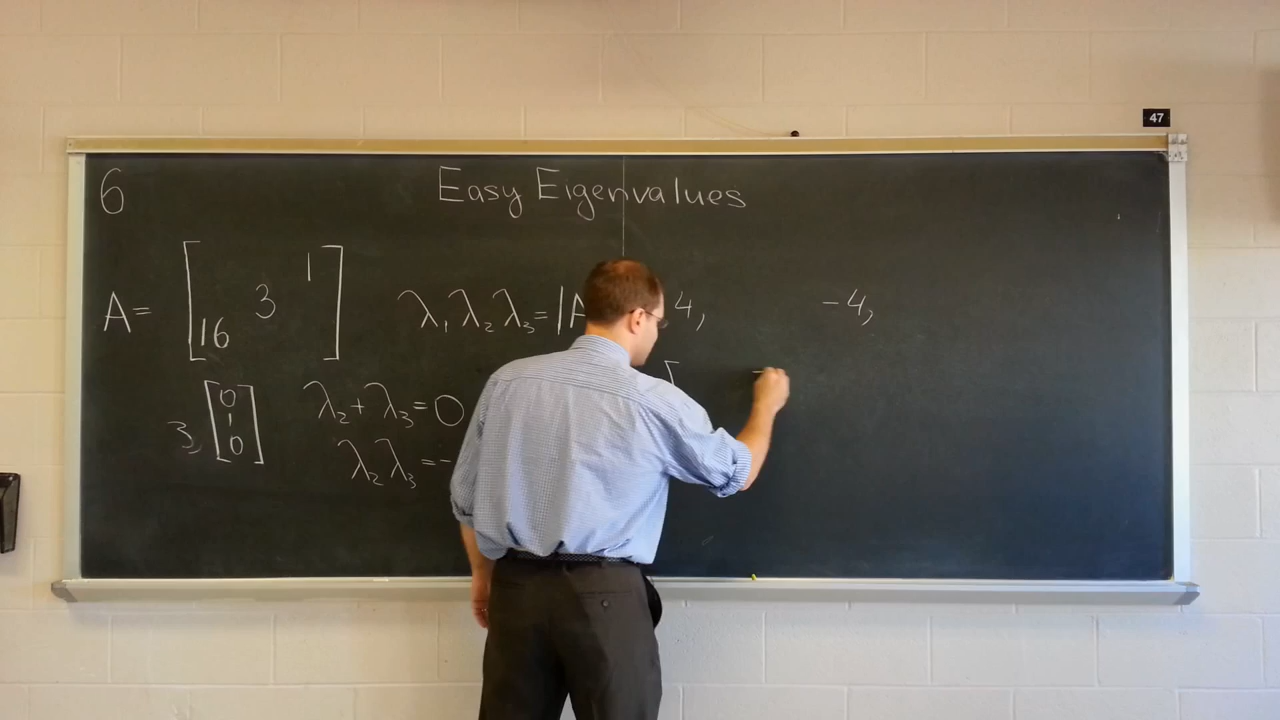 47
6
Easy Eigenvalues
A = [ 1
3
16 ]
λ₁λ₂λ₃ = |A
4,
-4,
3, [ 0
1
0 ]
λ₂ + λ₃ = 0
λ₂λ₃ = -